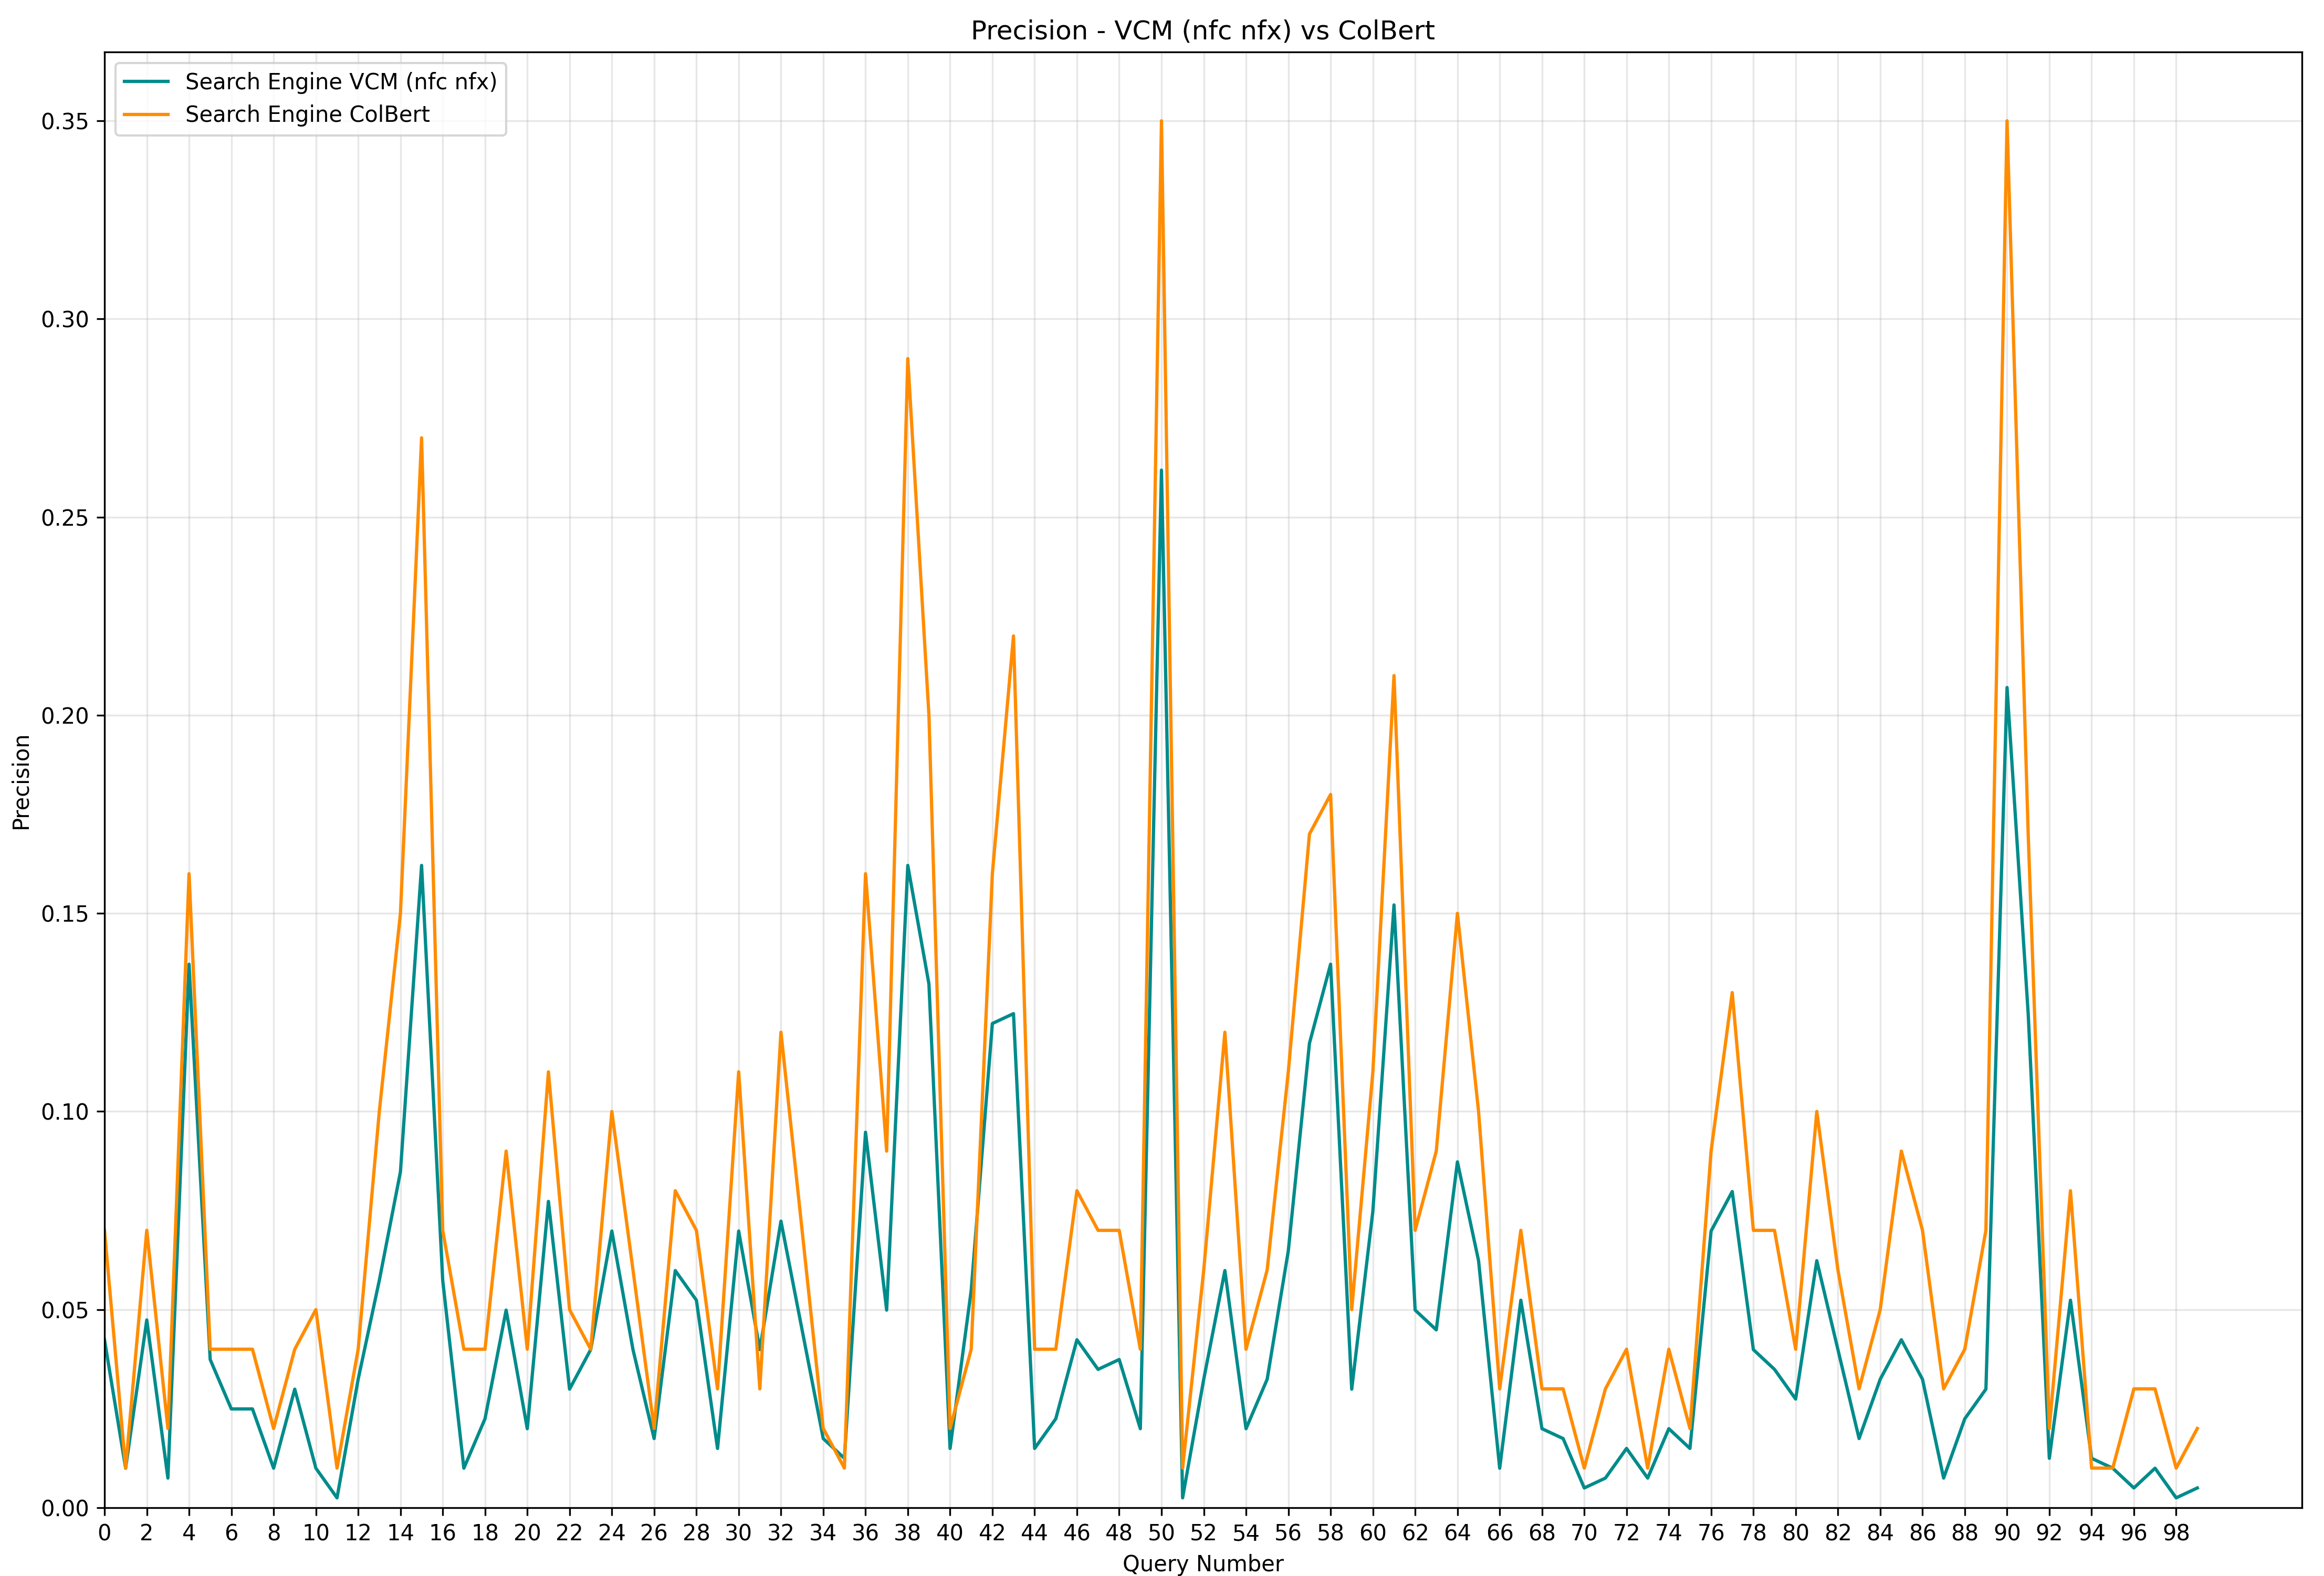 Precision - VCM (nfc nfx) vs ColBert
Search Engine VCM (nfc nfx)
Search Engine ColBert
0.35
0.30
0.25
0.20
0.15
0.10
0.05
0.00
Precision
0 2 4 6 8 10 12 14 16 18 20 22 24 26 28 30 32 34 36 38 40 42 44 46 48 50 52 54 56 58 60 62 64 66 68 70 72 74 76 78 80 82 84 86 88 90 92 94 96 98
Query Number